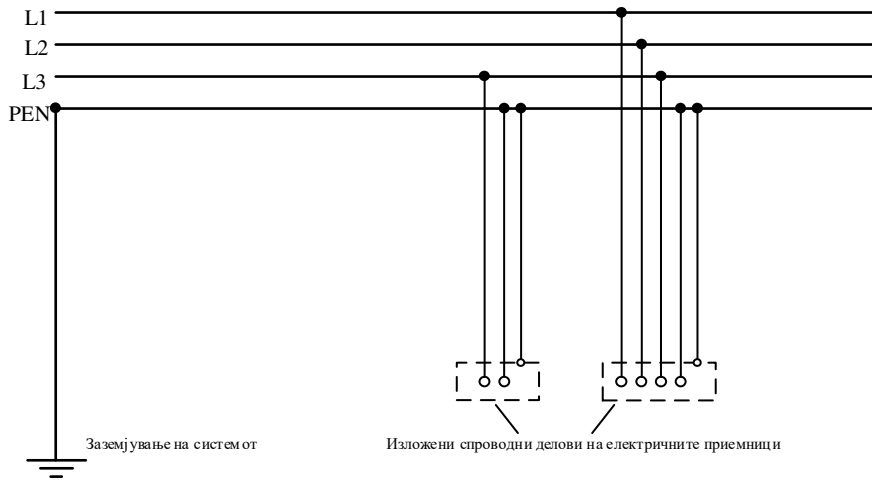 L1
L2
L3
PEN
Заземјување на системот
Изложени спроводни делови на електричните приемници